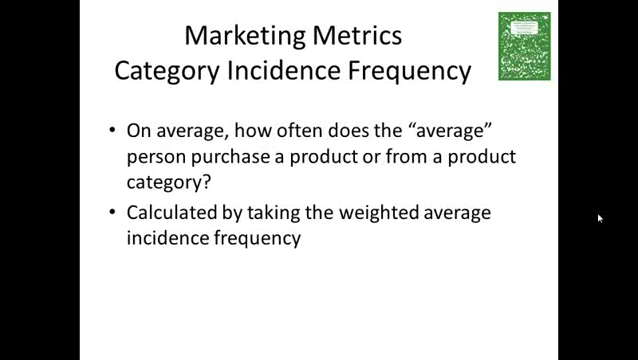 Marketing Metrics
Category Incidence Frequency
• On average, how often does the “average”
person purchase a product or from a product
category?
• Calculated by taking the weighted average
incidence frequency